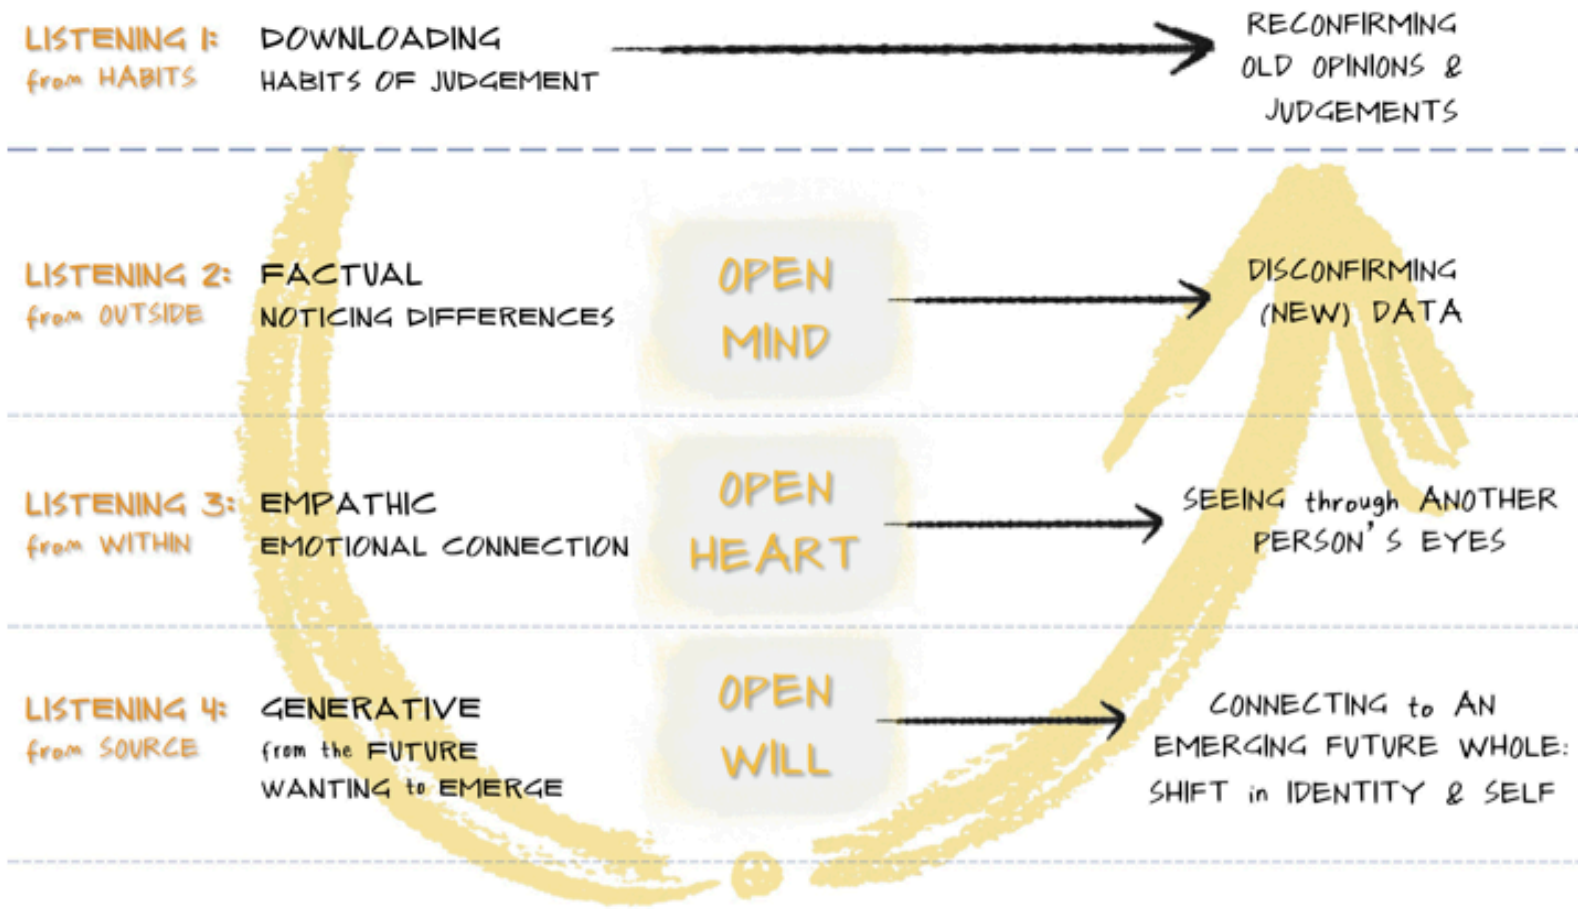 LISTENING 1:
from HABITS
DOWNLOADING
HABITS OF JUDGEMENT
RECONFIRMING
OLD OPINIONS &
JUDGEMENTS
LISTENING 2:
from OUTSIDE
FACTUAL
NOTICING DIFFERENCES
OPEN
MIND
DISCONFIRMING
(NEW) DATA
LISTENING 3:
from WITHIN
EMPATHIC
EMOTIONAL CONNECTION
OPEN
HEART
SEEING through ANOTHER
PERSON'S EYES
LISTENING 4:
from SOURCE
GENERATIVE
from the FUTURE
WANTING to EMERGE
OPEN
WILL
CONNECTING to AN
EMERGING FUTURE WHOLE:
SHIFT in IDENTITY & SELF